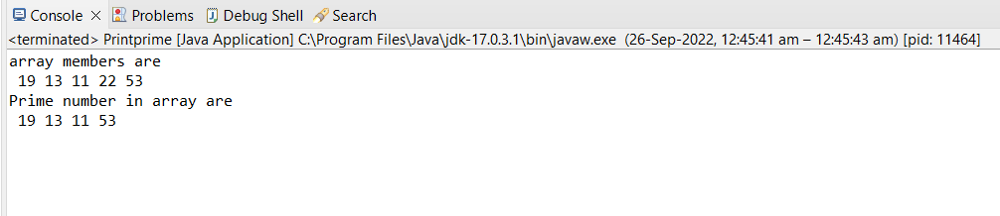 Console Problems Debug Shell Search
<terminated> Printprime [Java Application] C:\Program Files\Java\jdk-17.0.3.1\bin\javaw.exe (26-Sep-2022, 12:45:41 am – 12:45:43 am) [pid: 11464]
array members are
19 13 11 22 53
Prime number in array are
19 13 11 53